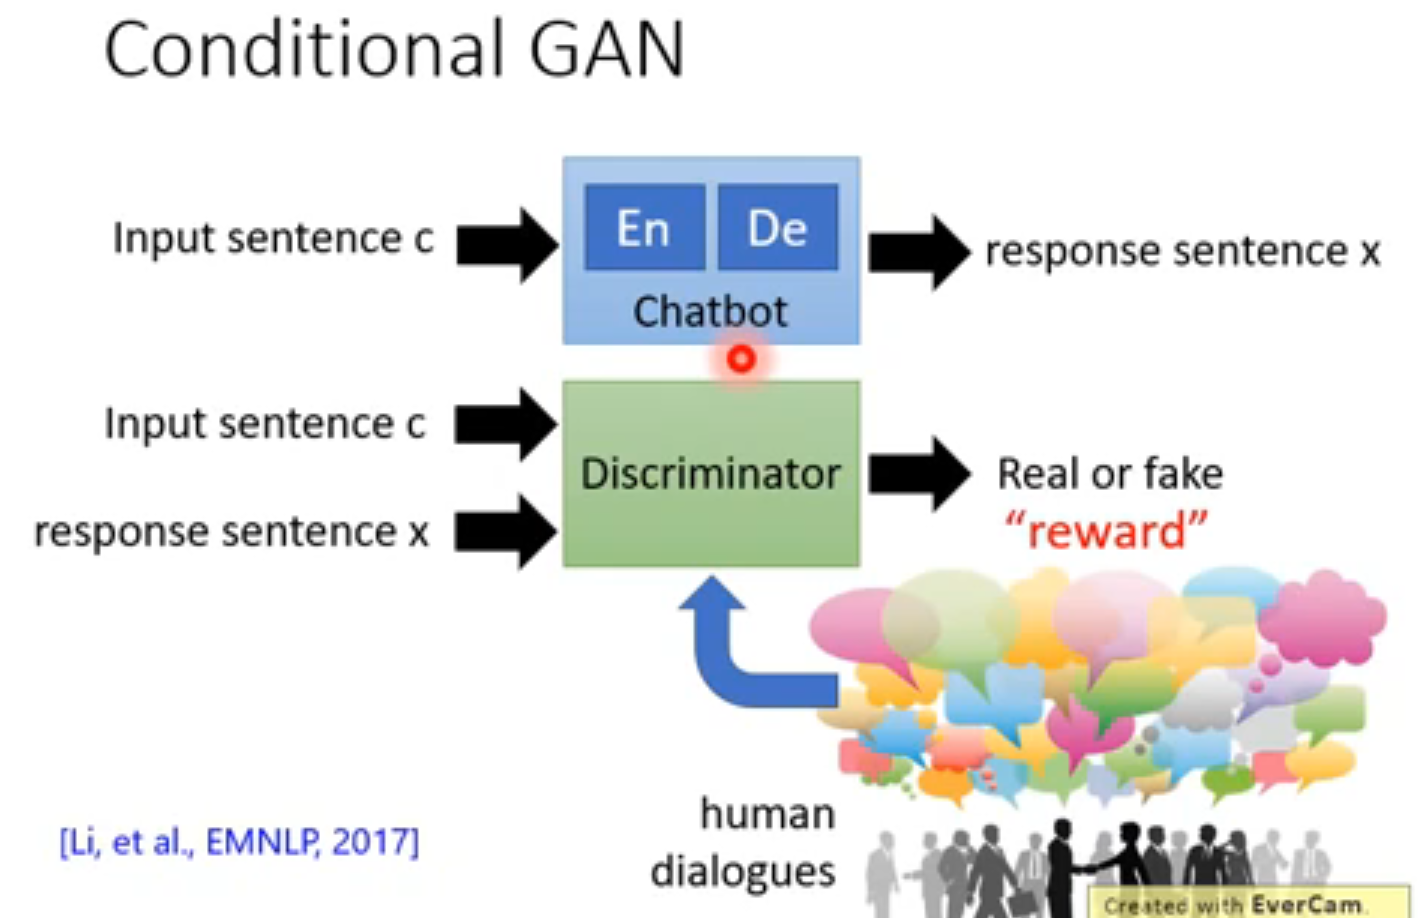 Conditional GAN
Input sentence c
En De
Chatbot
response sentence x
Input sentence c
response sentence x
Discriminator
Real or fake
“reward”
human
dialogues
[Li, et al., EMNLP, 2017]
Created with EverCam.